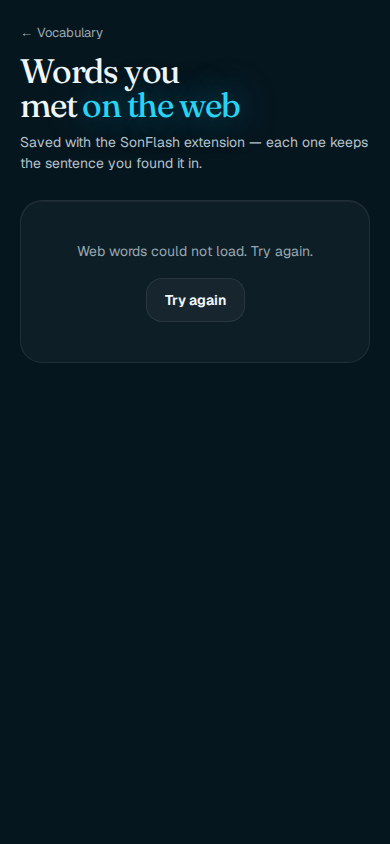 ← Vocabulary
Words you
met on the web
Saved with the SonFlash extension — each one keeps
the sentence you found it in.
Web words could not load. Try again.
Try again